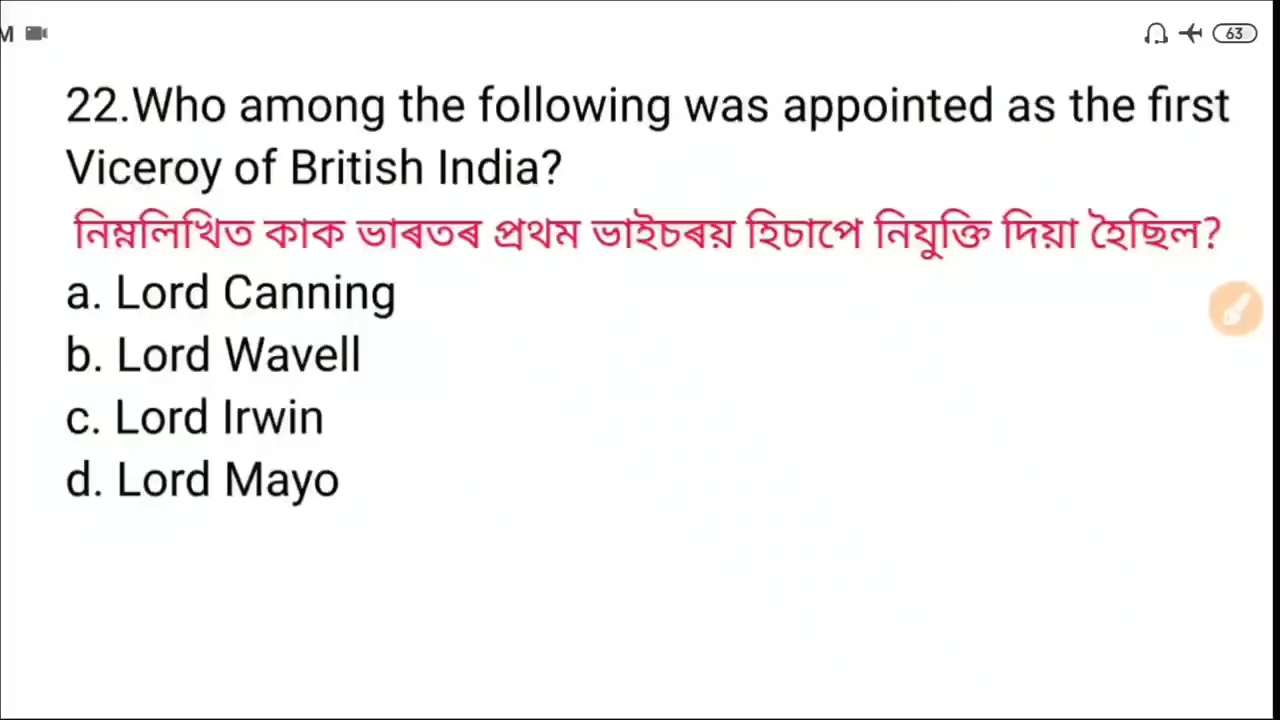 M
63
22.Who among the following was appointed as the first
Viceroy of British India?
নিম্নলিখিত কাক ভাৰতৰ প্ৰথম ভাইচৰয় হিচাপে নিযুক্তি দিয়া হৈছিল?
a. Lord Canning
b. Lord Wavell
c. Lord Irwin
d. Lord Mayo